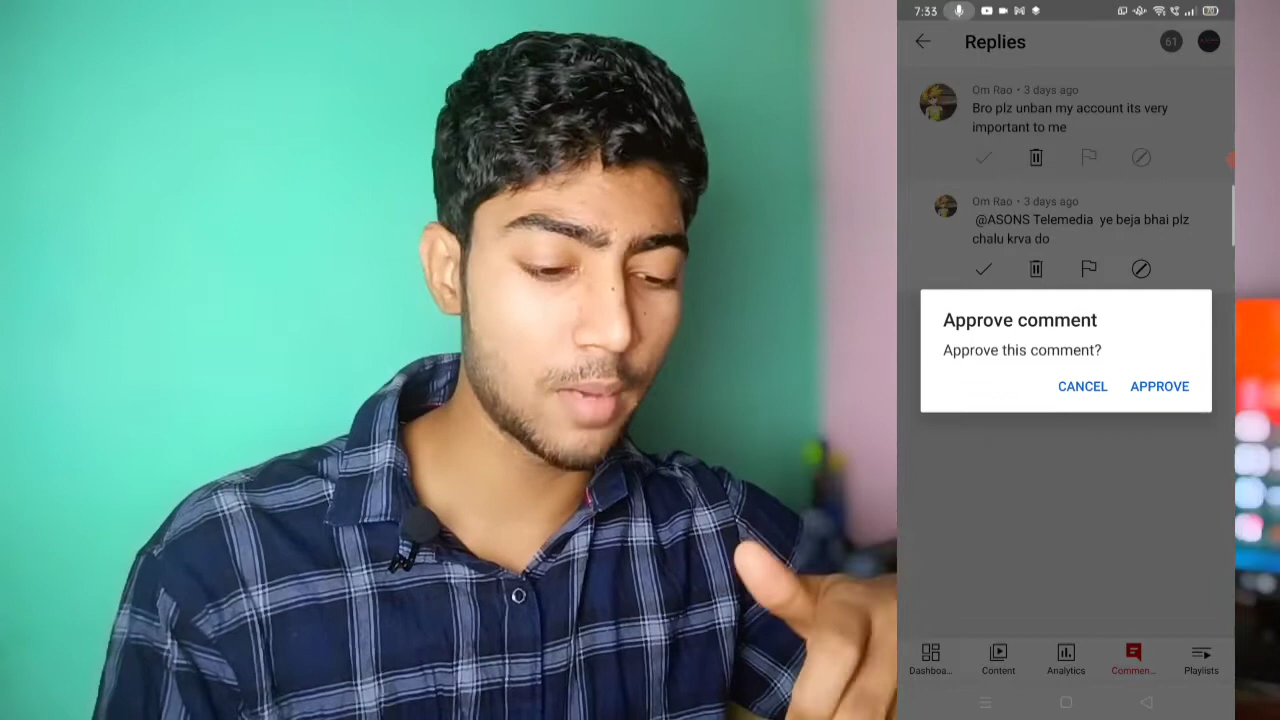 7:33
70
Replies
61
Om Rao • 3 days ago
Bro plz unban my account its very
important to me
Om Rao • 3 days ago
@ASONS Telemedia ye beja bhai plz
chalu krva do
Approve comment
Approve this comment?
CANCEL APPROVE
Dashboa... Content Analytics Commen... Playlists